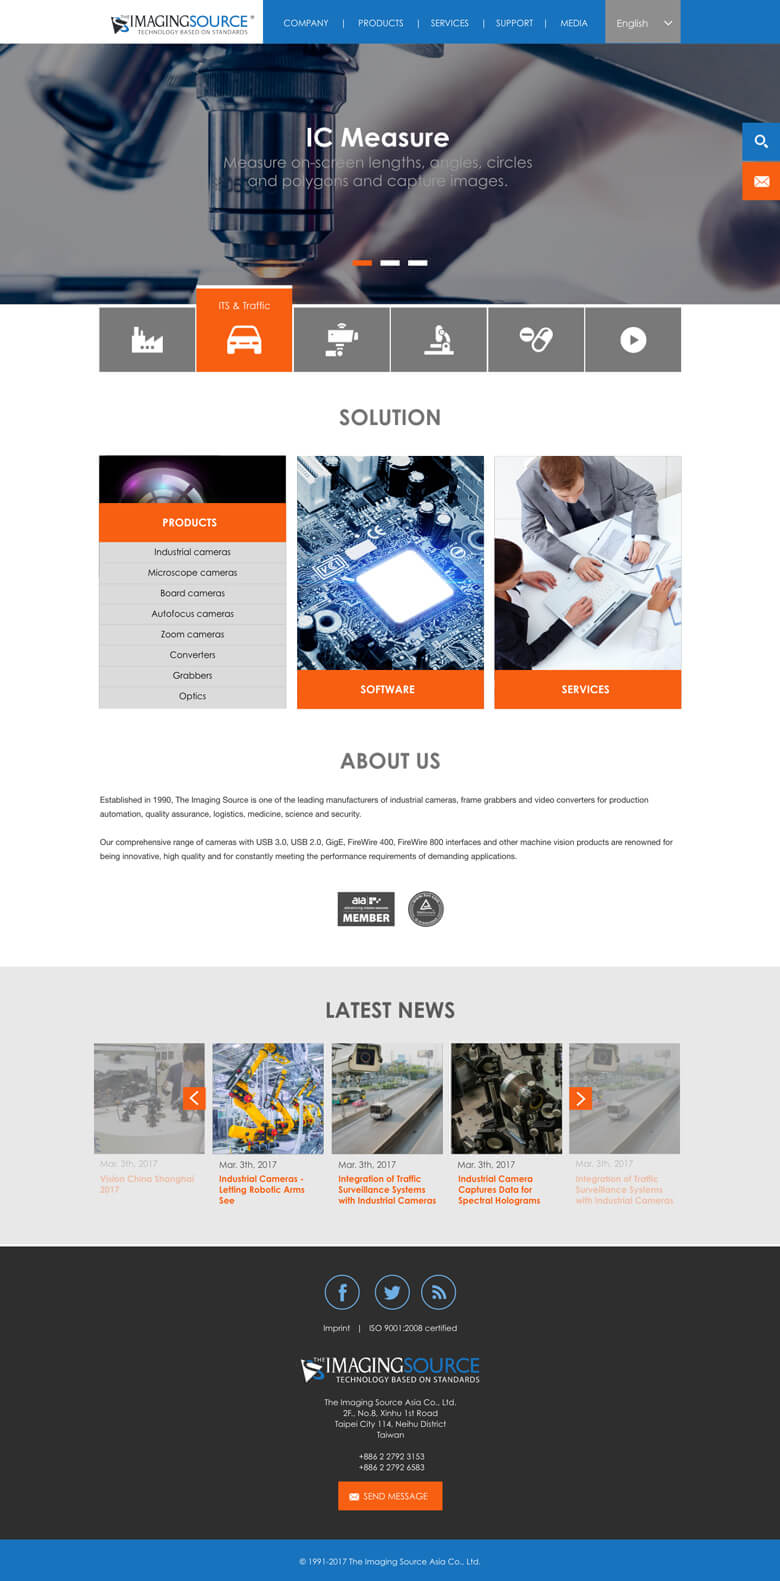 THE IMAGINGSOURCE®
TECHNOLOGY BASED ON STANDARDS
COMPANY | PRODUCTS | SERVICES | SUPPORT | MEDIA
English
IC Measure
Measure on-screen lengths, angles, circles
and polygons and capture images.
ITS & Traffic
SOLUTION
PRODUCTS
Industrial cameras
Microscope cameras
Board cameras
Autofocus cameras
Zoom cameras
Converters
Grabbers
Optics
SOFTWARE
SERVICES
ABOUT US
Established in 1990, The Imaging Source is one of the leading manufacturers of industrial cameras, frame grabbers and video converters for production
automation, quality assurance, logistics, medicine, science and security.
Our comprehensive range of cameras with USB 3.0, USB 2.0, GigE, FireWire 400, FireWire 800 interfaces and other machine vision products are renowned for
being innovative, high quality and for constantly meeting the performance requirements of demanding applications.
aia
MEMBER
LATEST NEWS
Mar. 3th, 2017
Vision China Shanghai
2017
Mar. 3th, 2017
Industrial Cameras -
Letting Robotic Arms
See
Mar. 3th, 2017
Integration of Traffic
Surveillance Systems
with Industrial Cameras
Mar. 3th, 2017
Industrial Camera
Captures Data for
Spectral Holograms
Mar. 3th, 2017
Integration of Traffic
Surveillance Systems
with Industrial Cameras
Imprint | ISO 9001:2008 certified
THE IMAGINGSOURCE
TECHNOLOGY BASED ON STANDARDS
The Imaging Source Asia Co., Ltd.
2F., No.8, Xinhu 1st Road
Taipei City 114, Neihu District
Taiwan
+886 2 2792 3153
+886 2 2792 6583
SEND MESSAGE
© 1991-2017 The Imaging Source Asia Co., Ltd.